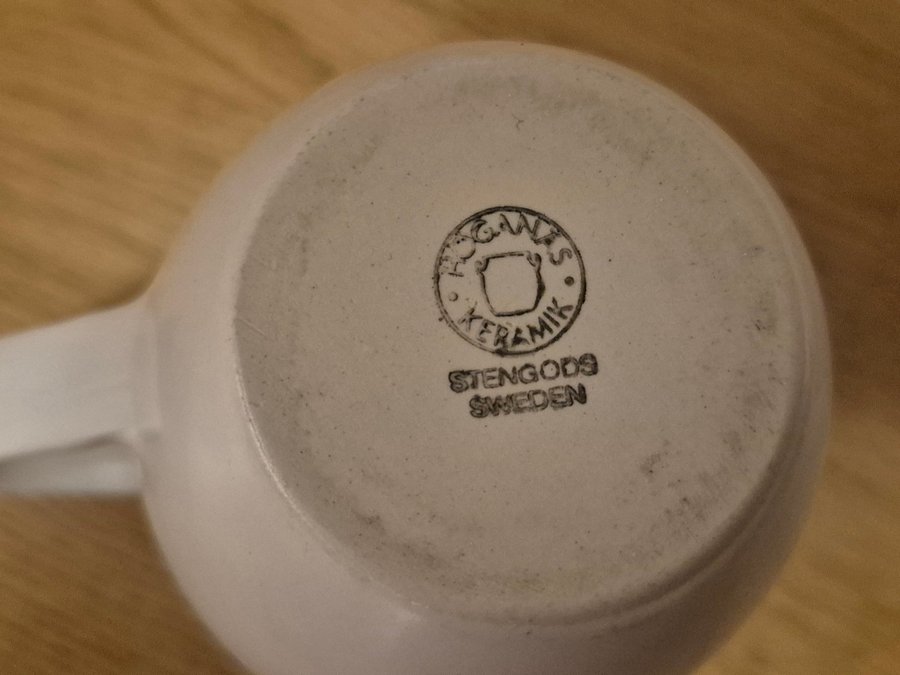 HÖGANÄS
KERAMIK
STENGODS
SWEDEN